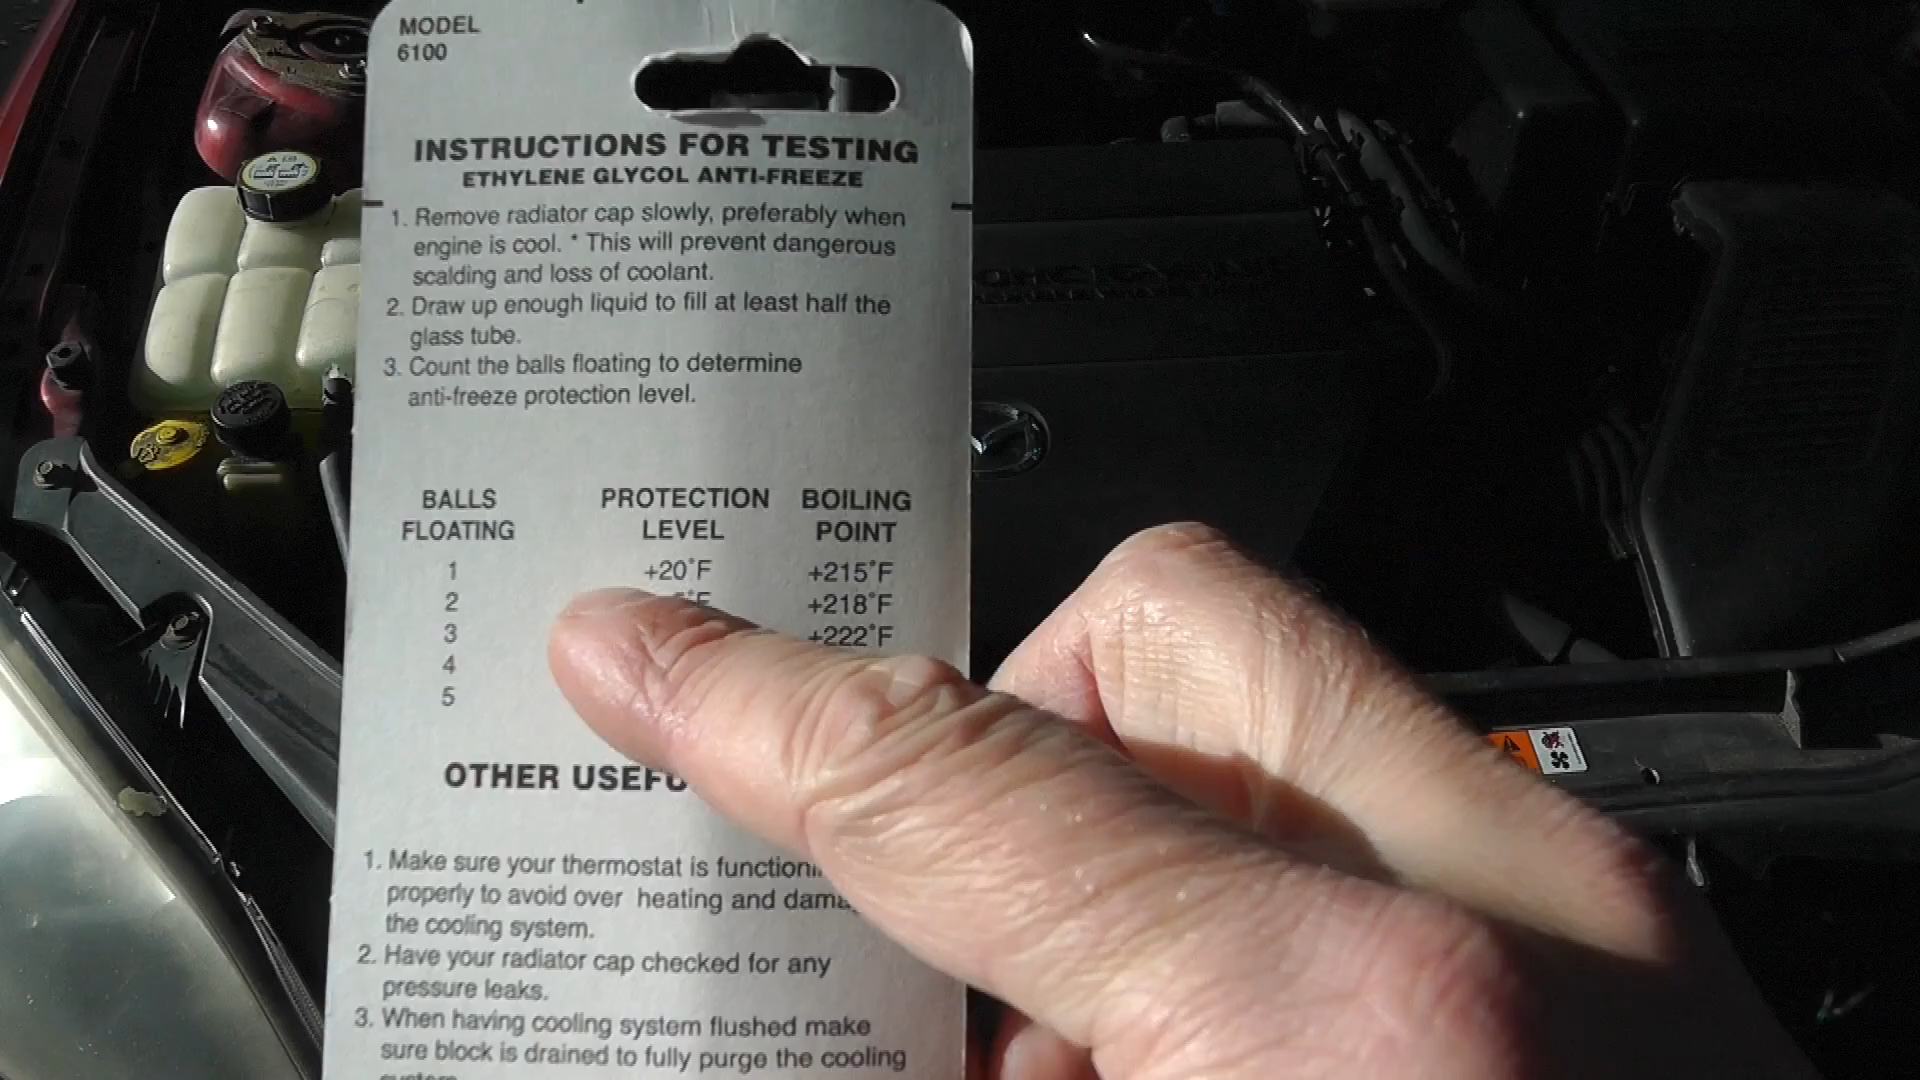 MODEL
6100
INSTRUCTIONS FOR TESTING
ETHYLENE GLYCOL ANTI-FREEZE
1. Remove radiator cap slowly, preferably when
engine is cool. * This will prevent dangerous
scalding and loss of coolant.
2. Draw up enough liquid to fill at least half the
glass tube.
3. Count the balls floating to determine
anti-freeze protection level.
BALLS PROTECTION BOILING
FLOATING LEVEL POINT
1 +20°F +215°F
2 +218°F
3 +222°F
4
5
OTHER
1. Make sure your thermostat is
properly to avoid over heating and
the cooling system.
2. Have your radiator cap checked for any
pressure leaks.
3. When having cooling system flushed make
sure block is drained to fully purge the cooling